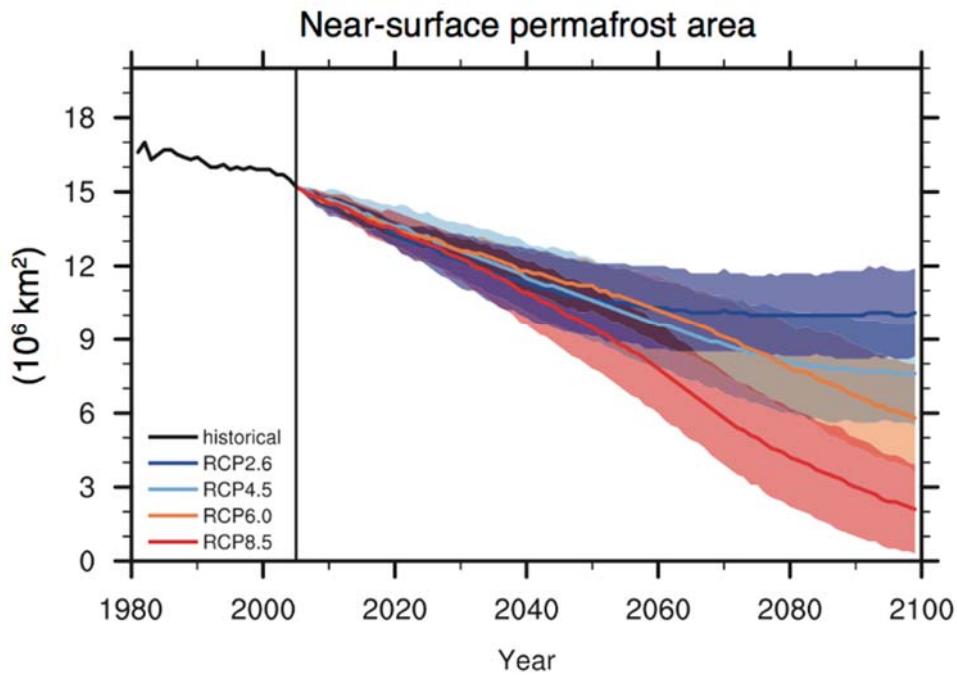 Near-surface permafrost area
(10⁶ km²)
18
15
12
9
6
3
0
historical
RCP2.6
RCP4.5
RCP6.0
RCP8.5
1980 2000 2020 2040 2060 2080 2100
Year